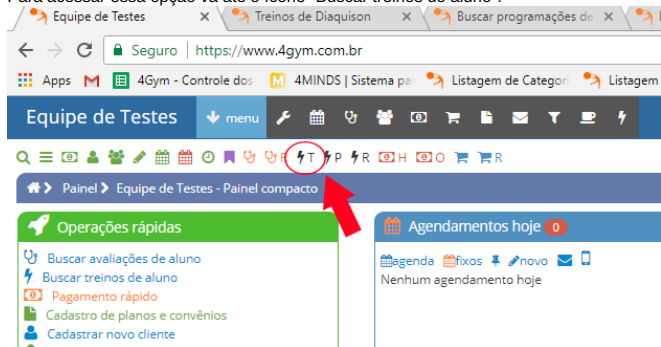 Para acessar essa opção vá até o ícone "Buscar treinos de aluno".
Equipe de Testes × Treinos de Diaquison × Buscar programações de ×
Seguro | https://www.4gym.com.br
Apps 4Gym - Controle dos 4MINDS | Sistema pa Listagem de Categori Listagem
Equipe de Testes menu
T P R H O R
Painel Equipe de Testes - Painel compacto
Operações rápidas
Buscar avaliações de aluno
Buscar treinos de aluno
Pagamento rápido
Cadastro de planos e convênios
Cadastrar novo cliente
Agendamentos hoje 0
agenda fixos novo
Nenhum agendamento hoje